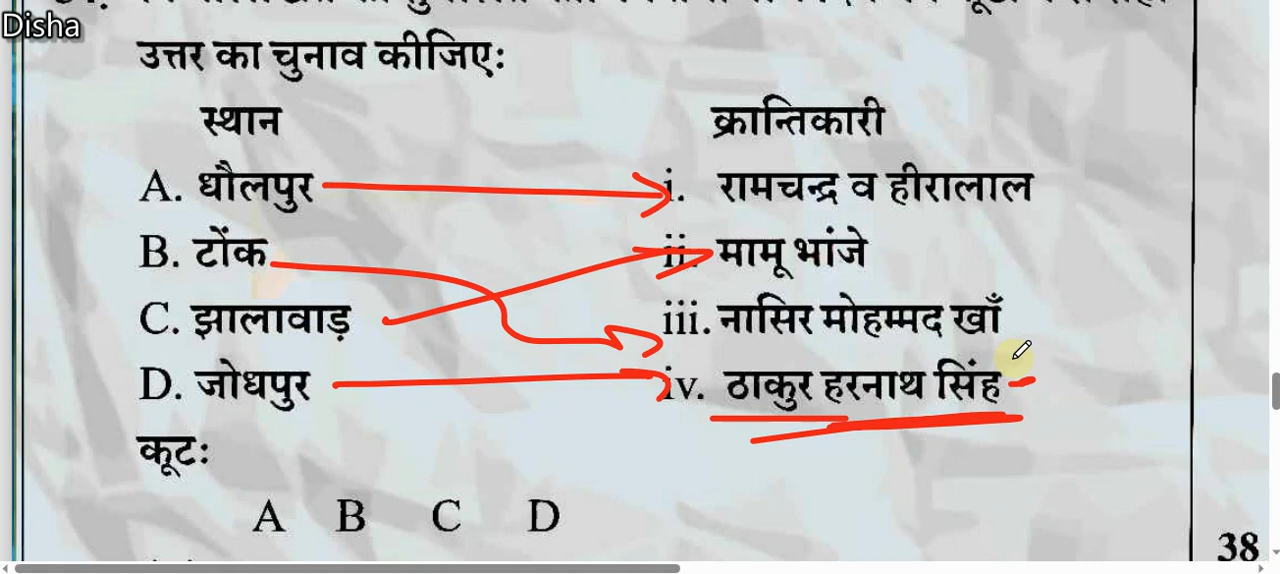 Disha
उत्तर का चुनाव कीजिए:
स्थान क्रान्तिकारी
A. धौलपुर i. रामचन्द्र व हीरालाल
B. टोंक ii. मामू भांजे
C. झालावाड़ iii. नासिर मोहम्मद खाँ
D. जोधपुर iv. ठाकुर हरनाथ सिंह
कूट:
A B C D
38